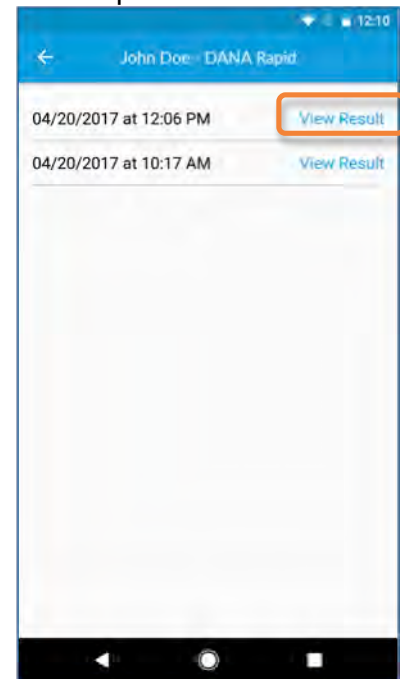 12:10
John Doe - DANA Rapid
04/20/2017 at 12:06 PM View Result
04/20/2017 at 10:17 AM View Result